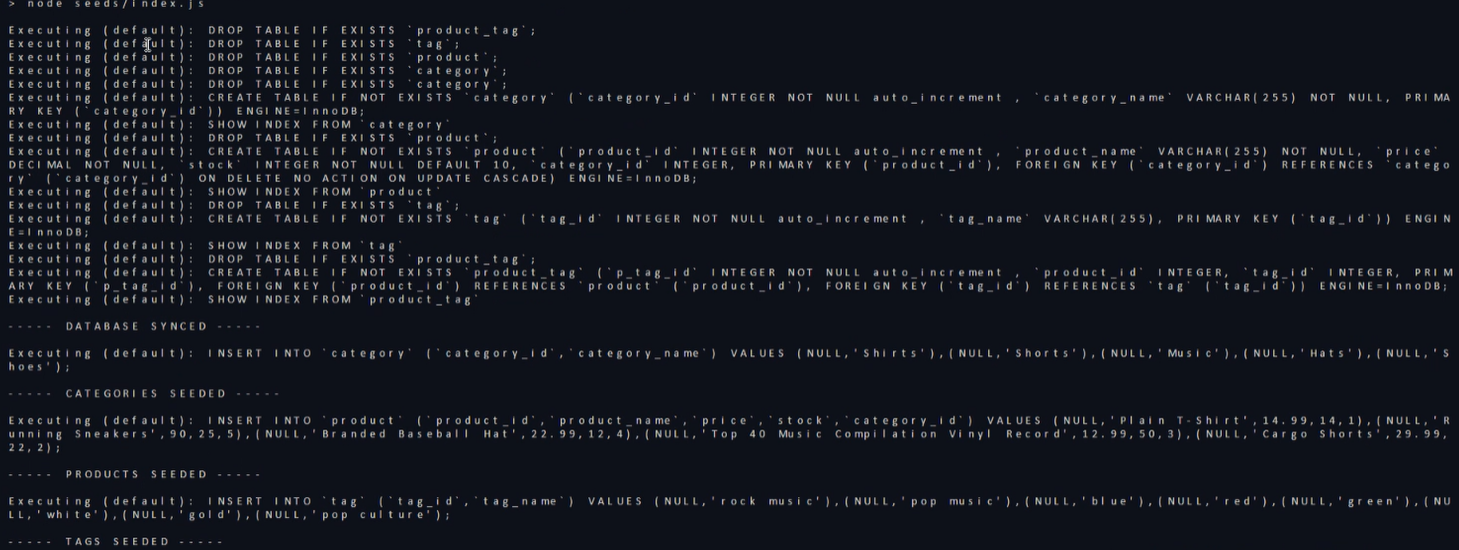 > node seeds/index.js
Executing (default): DROP TABLE IF EXISTS `product_tag`;
Executing (default): DROP TABLE IF EXISTS `tag`;
Executing (default): DROP TABLE IF EXISTS `product`;
Executing (default): DROP TABLE IF EXISTS `category`;
Executing (default): DROP TABLE IF EXISTS `category`;
Executing (default): CREATE TABLE IF NOT EXISTS `category` (`category_id` INTEGER NOT NULL auto_increment , `category_name` VARCHAR(255) NOT NULL, PRIMA
RY KEY (`category_id`)) ENGINE=InnoDB;
Executing (default): SHOW INDEX FROM `category`
Executing (default): DROP TABLE IF EXISTS `product`;
Executing (default): CREATE TABLE IF NOT EXISTS `product` (`product_id` INTEGER NOT NULL auto_increment , `product_name` VARCHAR(255) NOT NULL, `price`
DECIMAL NOT NULL, `stock` INTEGER NOT NULL DEFAULT 10, `category_id` INTEGER, PRIMARY KEY (`product_id`), FOREIGN KEY (`category_id`) REFERENCES `catego
ry` (`category_id`) ON DELETE NO ACTION ON UPDATE CASCADE) ENGINE=InnoDB;
Executing (default): SHOW INDEX FROM `product`
Executing (default): DROP TABLE IF EXISTS `tag`;
Executing (default): CREATE TABLE IF NOT EXISTS `tag` (`tag_id` INTEGER NOT NULL auto_increment , `tag_name` VARCHAR(255), PRIMARY KEY (`tag_id`)) ENGIN
E=InnoDB;
Executing (default): SHOW INDEX FROM `tag`
Executing (default): DROP TABLE IF EXISTS `product_tag`;
Executing (default): CREATE TABLE IF NOT EXISTS `product_tag` (`p_tag_id` INTEGER NOT NULL auto_increment , `product_id` INTEGER, `tag_id` INTEGER, PRIM
ARY KEY (`p_tag_id`), FOREIGN KEY (`product_id`) REFERENCES `product` (`product_id`), FOREIGN KEY (`tag_id`) REFERENCES `tag` (`tag_id`)) ENGINE=InnoDB;
Executing (default): SHOW INDEX FROM `product_tag`
----- DATABASE SYNCED -----
Executing (default): INSERT INTO `category` (`category_id`,`category_name`) VALUES (NULL,'Shirts'),(NULL,'Shorts'),(NULL,'Music'),(NULL,'Hats'),(NULL,'S
hoes');
----- CATEGORIES SEEDED -----
Executing (default): INSERT INTO `product` (`product_id`,`product_name`,`price`,`stock`,`category_id`) VALUES (NULL,'Plain T-Shirt',14.99,14,1),(NULL,'R
unning Sneakers',90,25,5),(NULL,'Branded Baseball Hat',22.99,12,4),(NULL,'Top 40 Music Compilation Vinyl Record',12.99,50,3),(NULL,'Cargo Shorts',29.99,
22,2);
----- PRODUCTS SEEDED -----
Executing (default): INSERT INTO `tag` (`tag_id`,`tag_name`) VALUES (NULL,'rock music'),(NULL,'pop music'),(NULL,'blue'),(NULL,'red'),(NULL,'green'),(NU
LL,'white'),(NULL,'gold'),(NULL,'pop culture');
----- TAGS SEEDED -----